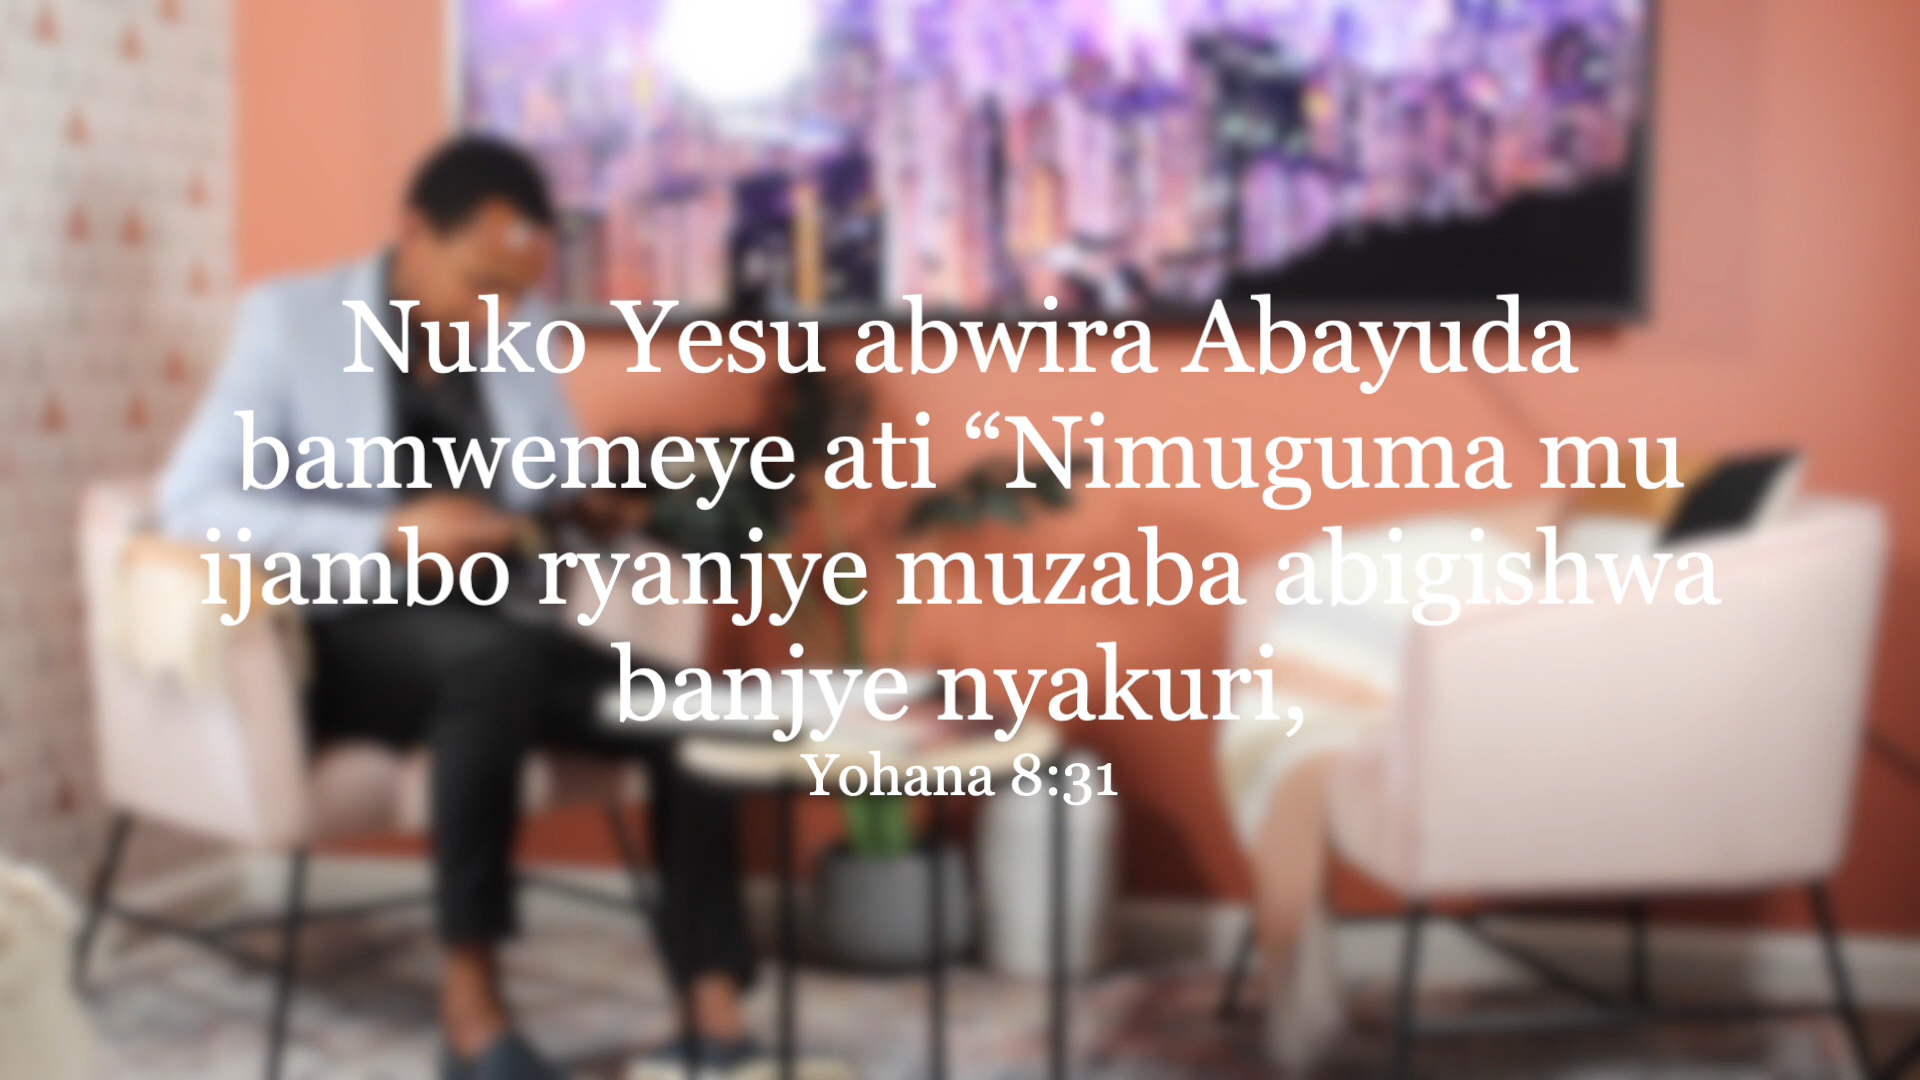 Nuko Yesu abwira Abayuda
bamwemeye ati “Nimuguma mu
ijambo ryanjye muzaba abigishwa
banjye nyakuri,
Yohana 8:31